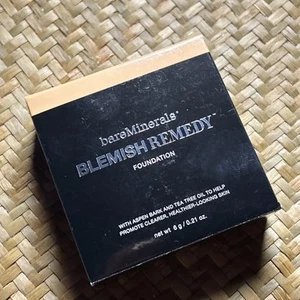 bareMinerals®
BLEMISH REMEDY™
FOUNDATION
WITH ASPEN BARK AND TEA TREE OIL TO HELP
PROMOTE CLEARER, HEALTHIER-LOOKING SKIN
net wt 6 g / 0.21 oz.